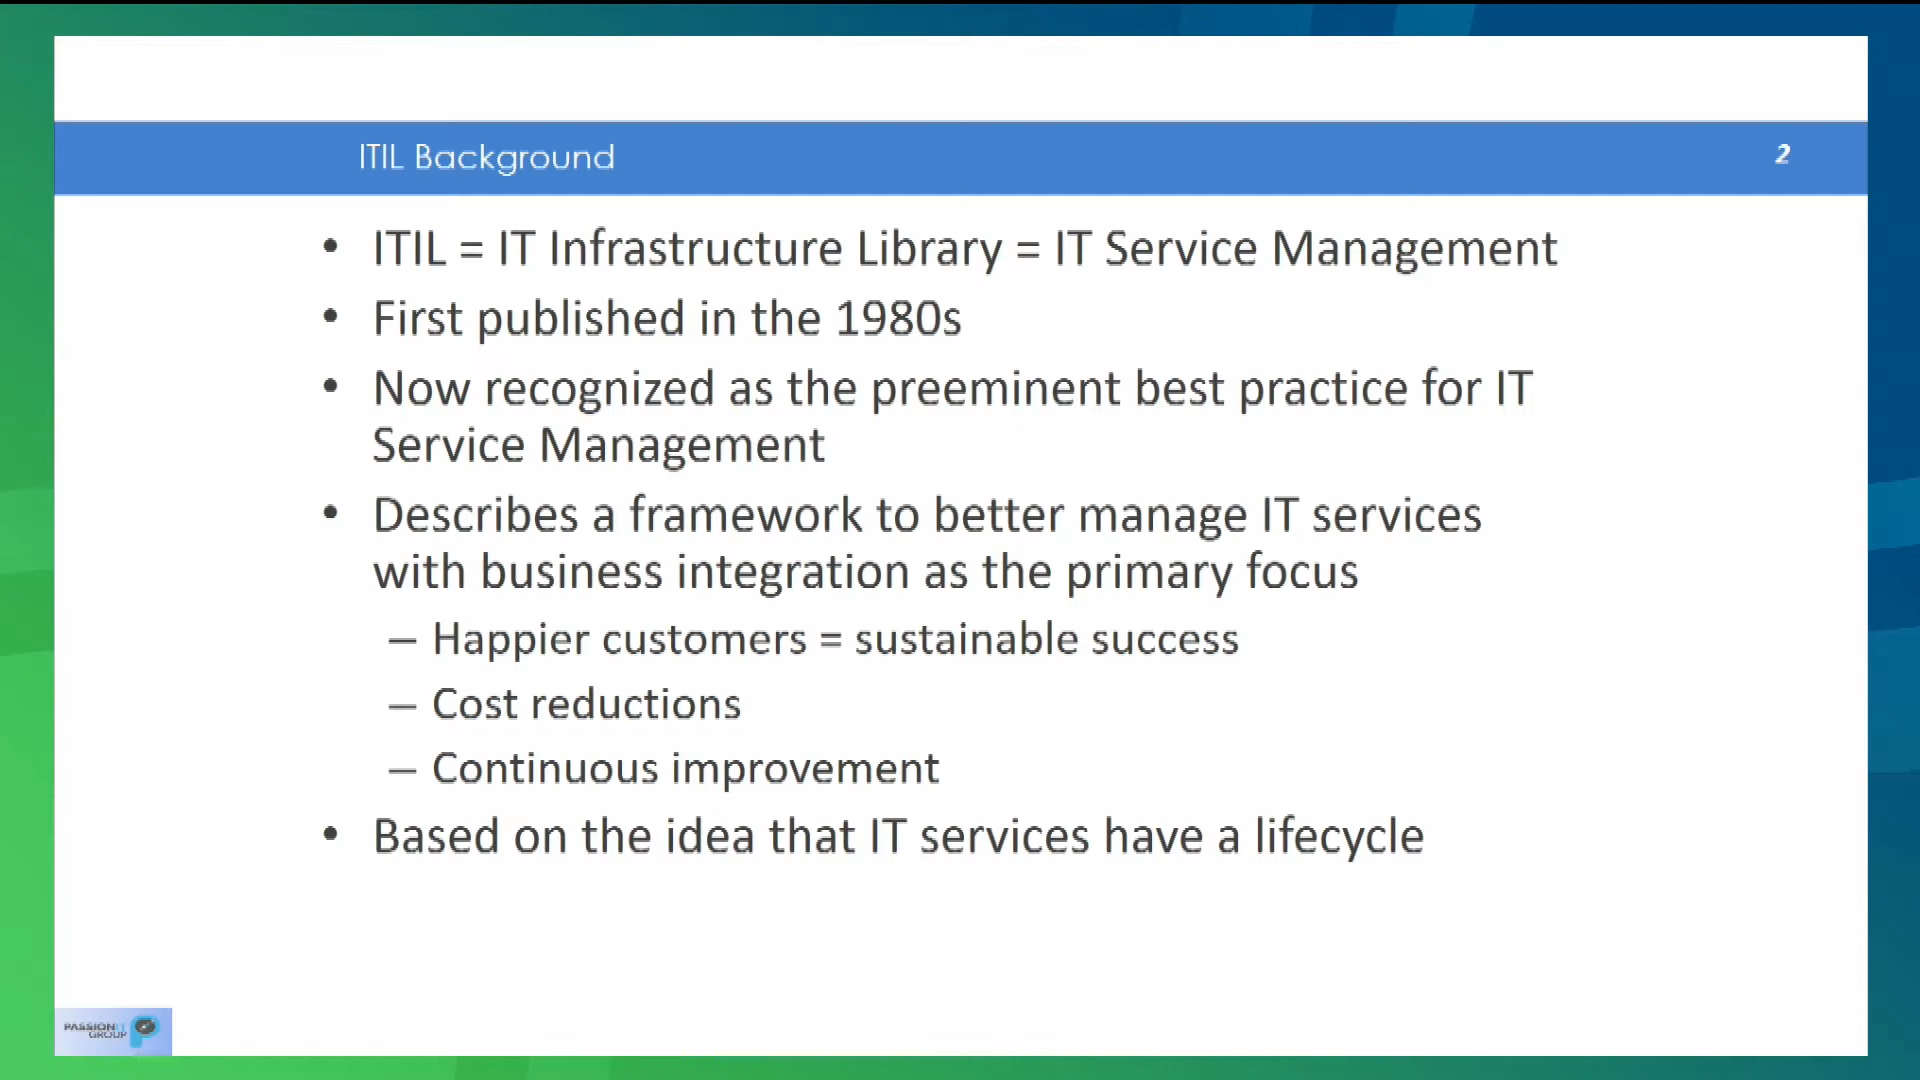 ITIL Background
2
• ITIL = IT Infrastructure Library = IT Service Management
• First published in the 1980s
• Now recognized as the preeminent best practice for IT
Service Management
• Describes a framework to better manage IT services
with business integration as the primary focus
– Happier customers = sustainable success
– Cost reductions
– Continuous improvement
• Based on the idea that IT services have a lifecycle
PASSIONIT
GROUP